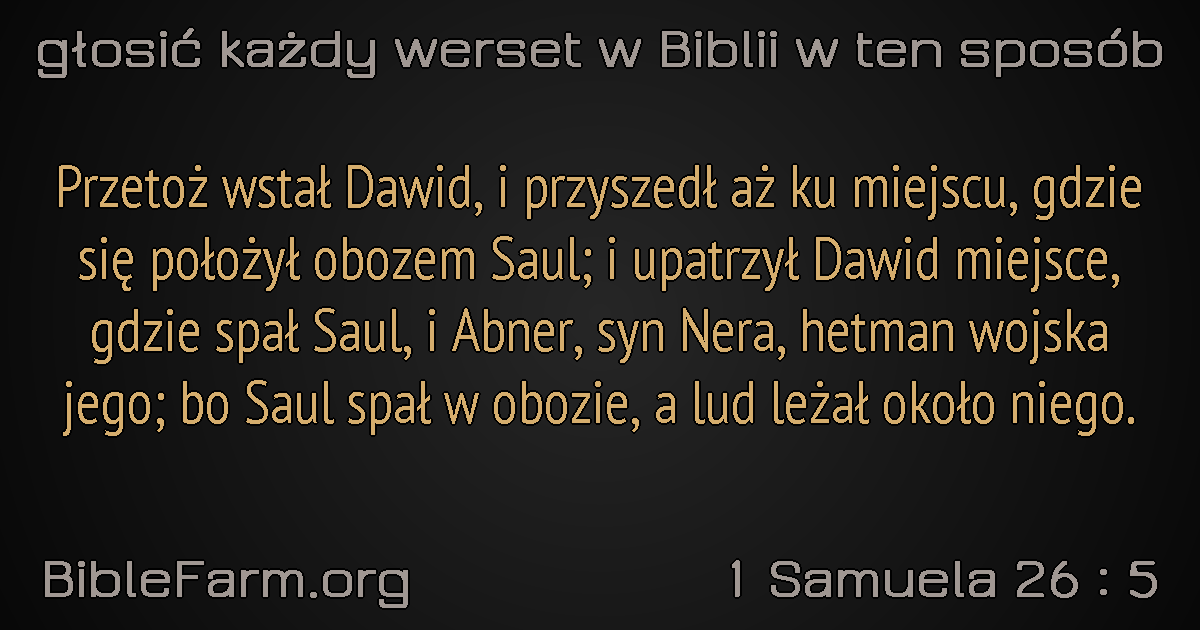 głosić każdy werset w Biblii w ten sposób
Przetoż wstał Dawid, i przyszedł aż ku miejscu, gdzie
się położył obozem Saul; i upatrzył Dawid miejsce,
gdzie spał Saul, i Abner, syn Nera, hetman wojska
jego; bo Saul spał w obozie, a lud leżał około niego.
BibleFarm.org
1 Samuela 26 : 5